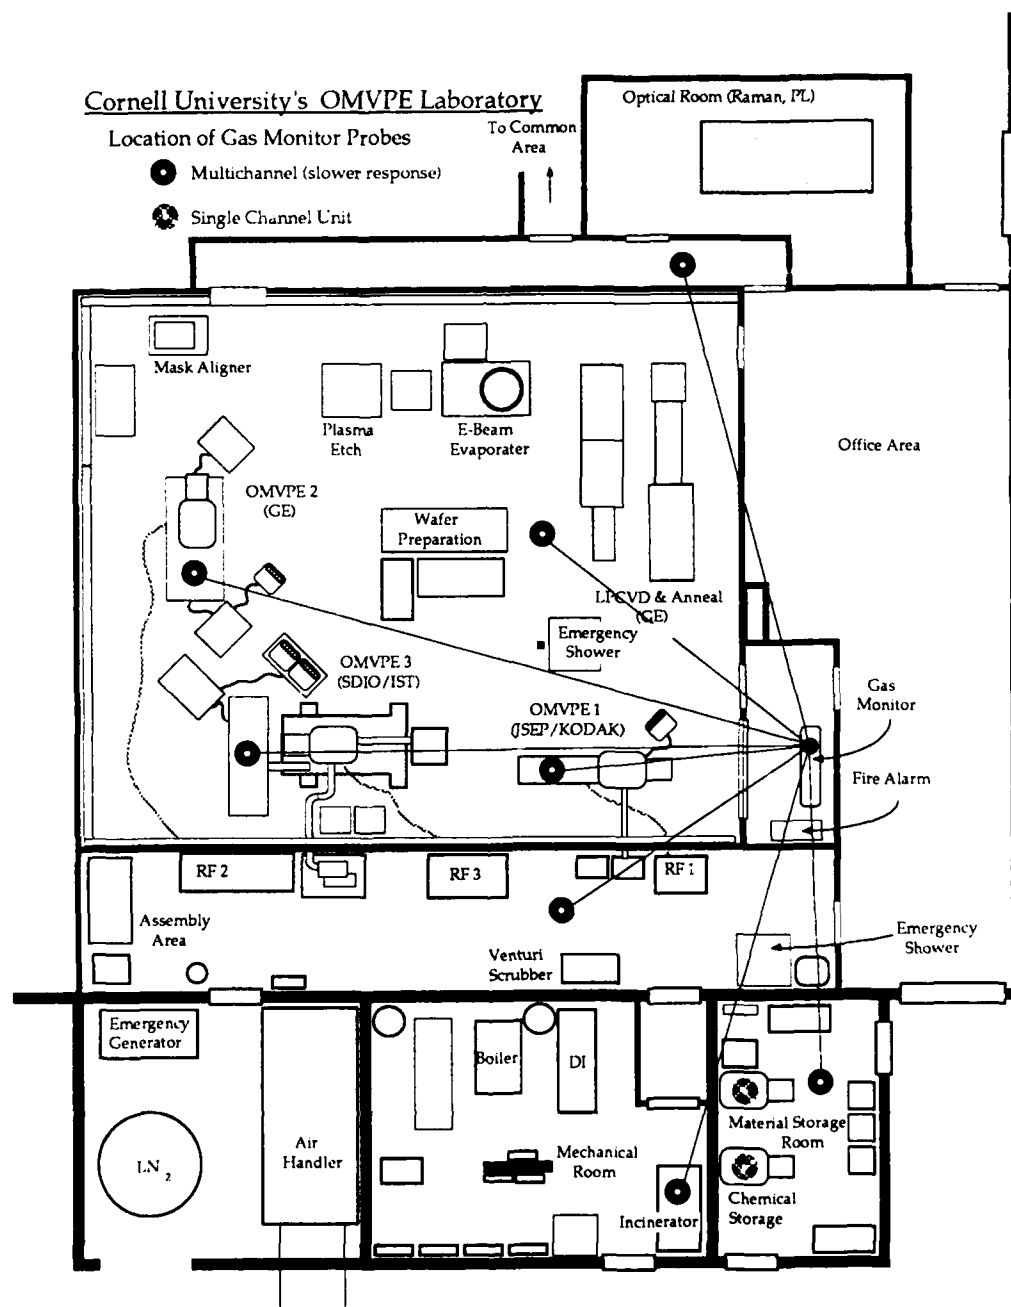 Cornell University's OMVPE Laboratory
Location of Gas Monitor Probes
Multichannel (slower response)
Single Channel Unit
To Common
Area
Optical Room (Raman, PL)
Mask Aligner
Plasma
Etch
E-Beam
Evaporater
Office Area
OMVPE 2
(GE)
Wafer
Preparation
LPCVD & Anneal
(GE)
Emergency
Shower
OMVPE 3
(SDIO/IST)
OMVPE 1
(JSEP/KODAK)
Gas
Monitor
Fire Alarm
RF 2
RF 3
RF 1
Assembly
Area
Venturi
Scrubber
Emergency
Shower
Emergency
Generator
Boiler
DI
Air
Handler
LN2
Mechanical
Room
Incinerator
Material Storage
Room
Chemical
Storage